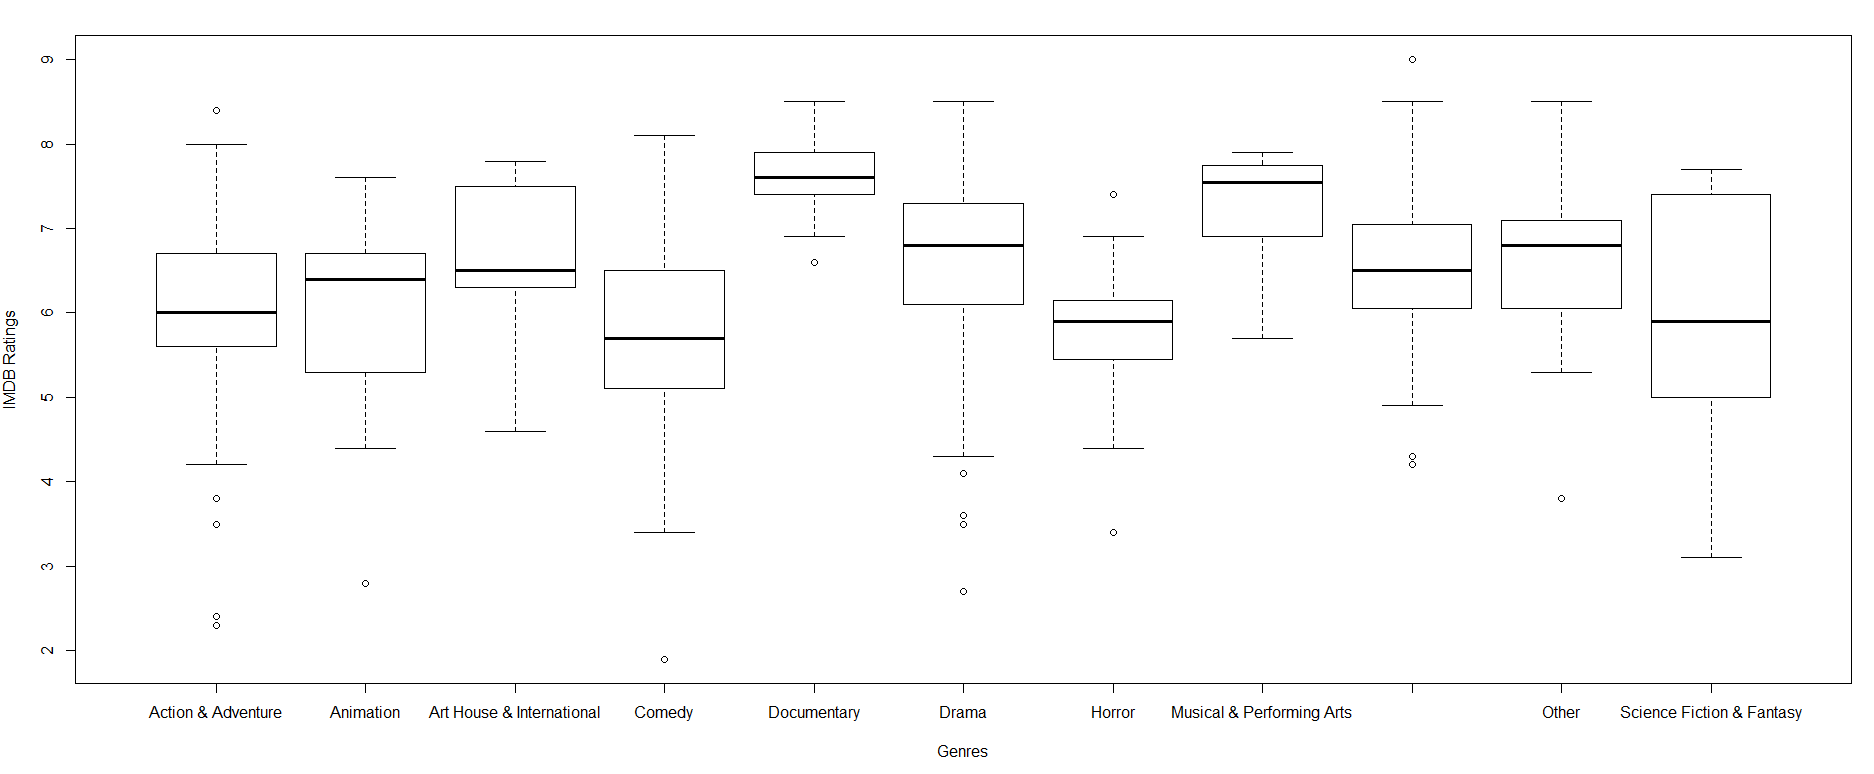 9
8
7
6
5
4
3
2
IMDB Ratings
Action & Adventure Animation Art House & International Comedy Documentary Drama Horror Musical & Performing Arts Other Science Fiction & Fantasy
Genres